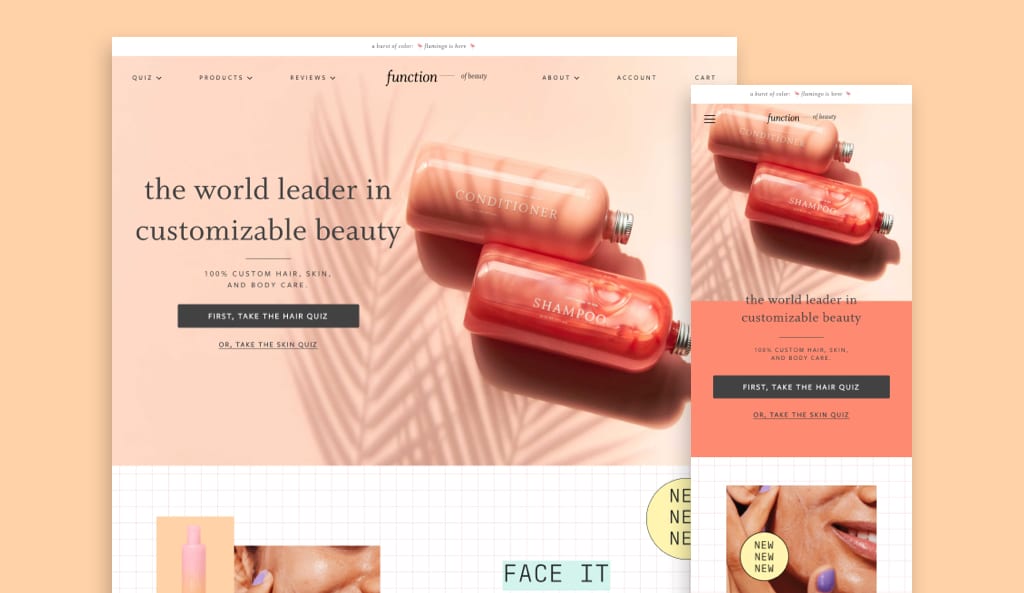 a burst of color: flamingo is here
QUIZ PRODUCTS REVIEWS function of beauty ABOUT ACCOUNT CART
the world leader in
customizable beauty
100% CUSTOM HAIR, SKIN,
AND BODY CARE.
FIRST, TAKE THE HAIR QUIZ
OR, TAKE THE SKIN QUIZ
CONDITIONER
SHAMPOO
NE
NE
NE
FACE IT
a burst of color: flamingo is here
function of beauty
CONDITIONER
SHAMPOO
the world leader in
customizable beauty
100% CUSTOM HAIR, SKIN,
AND BODY CARE.
FIRST, TAKE THE HAIR QUIZ
OR, TAKE THE SKIN QUIZ
NEW
NEW
NEW